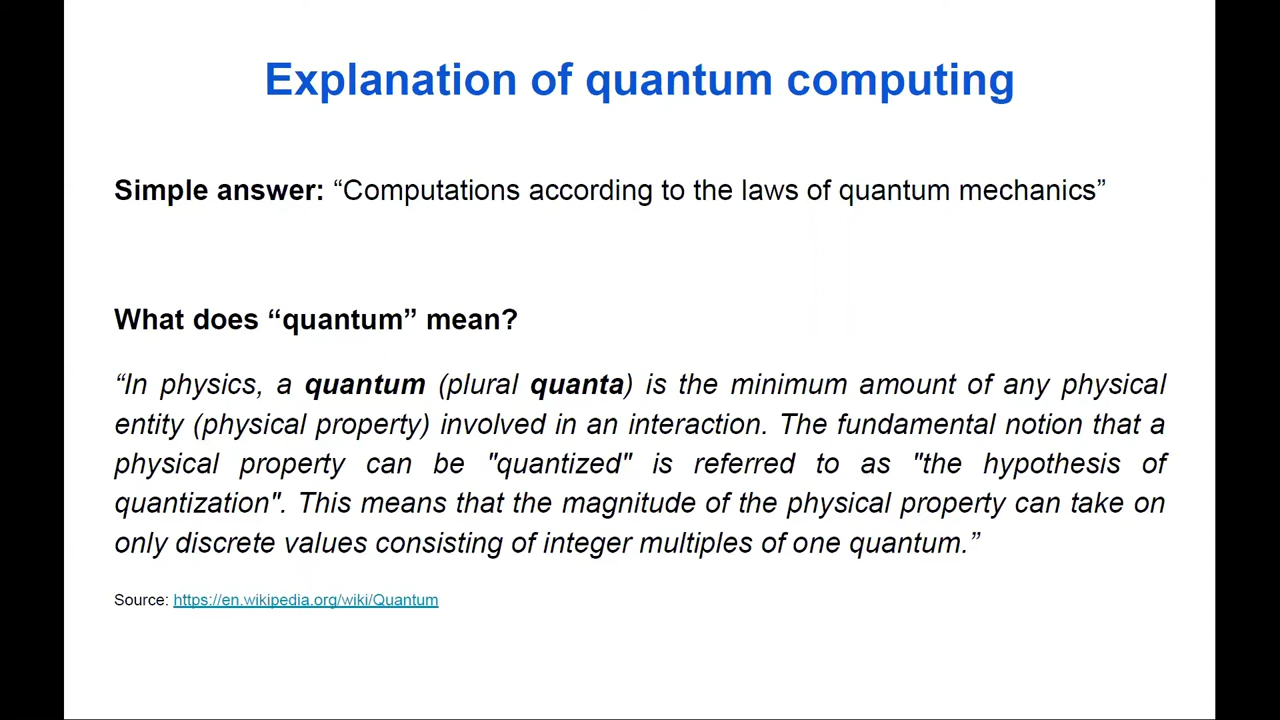 Explanation of quantum computing
Simple answer: “Computations according to the laws of quantum mechanics”
What does “quantum” mean?
“In physics, a quantum (plural quanta) is the minimum amount of any physical
entity (physical property) involved in an interaction. The fundamental notion that a
physical property can be "quantized" is referred to as "the hypothesis of
quantization". This means that the magnitude of the physical property can take on
only discrete values consisting of integer multiples of one quantum.”
Source: https://en.wikipedia.org/wiki/Quantum